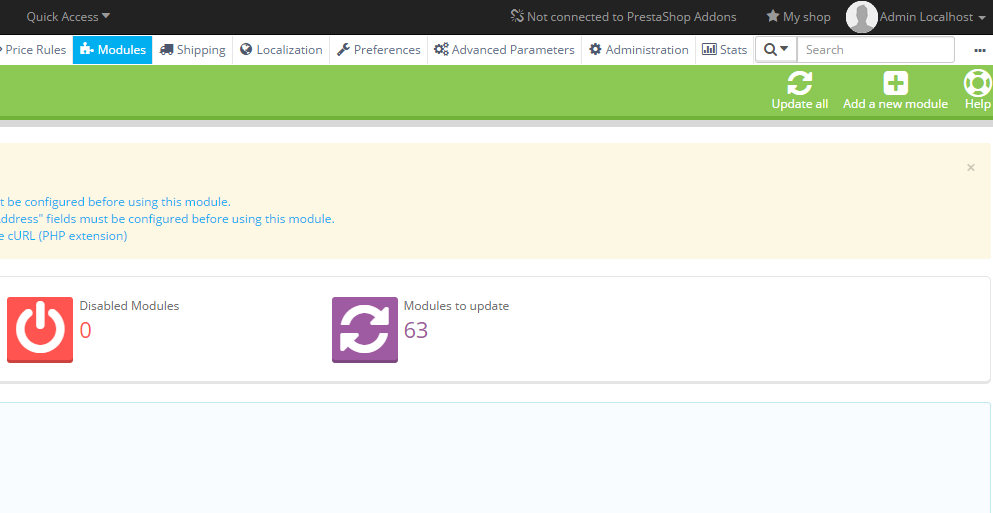 Quick Access Not connected to PrestaShop Addons My shop Admin Localhost
Price Rules Modules Shipping Localization Preferences Advanced Parameters Administration Stats Search
Update all Add a new module Help
t be configured before using this module.
ddress" fields must be configured before using this module.
e cURL (PHP extension)
Disabled Modules
0
Modules to update
63